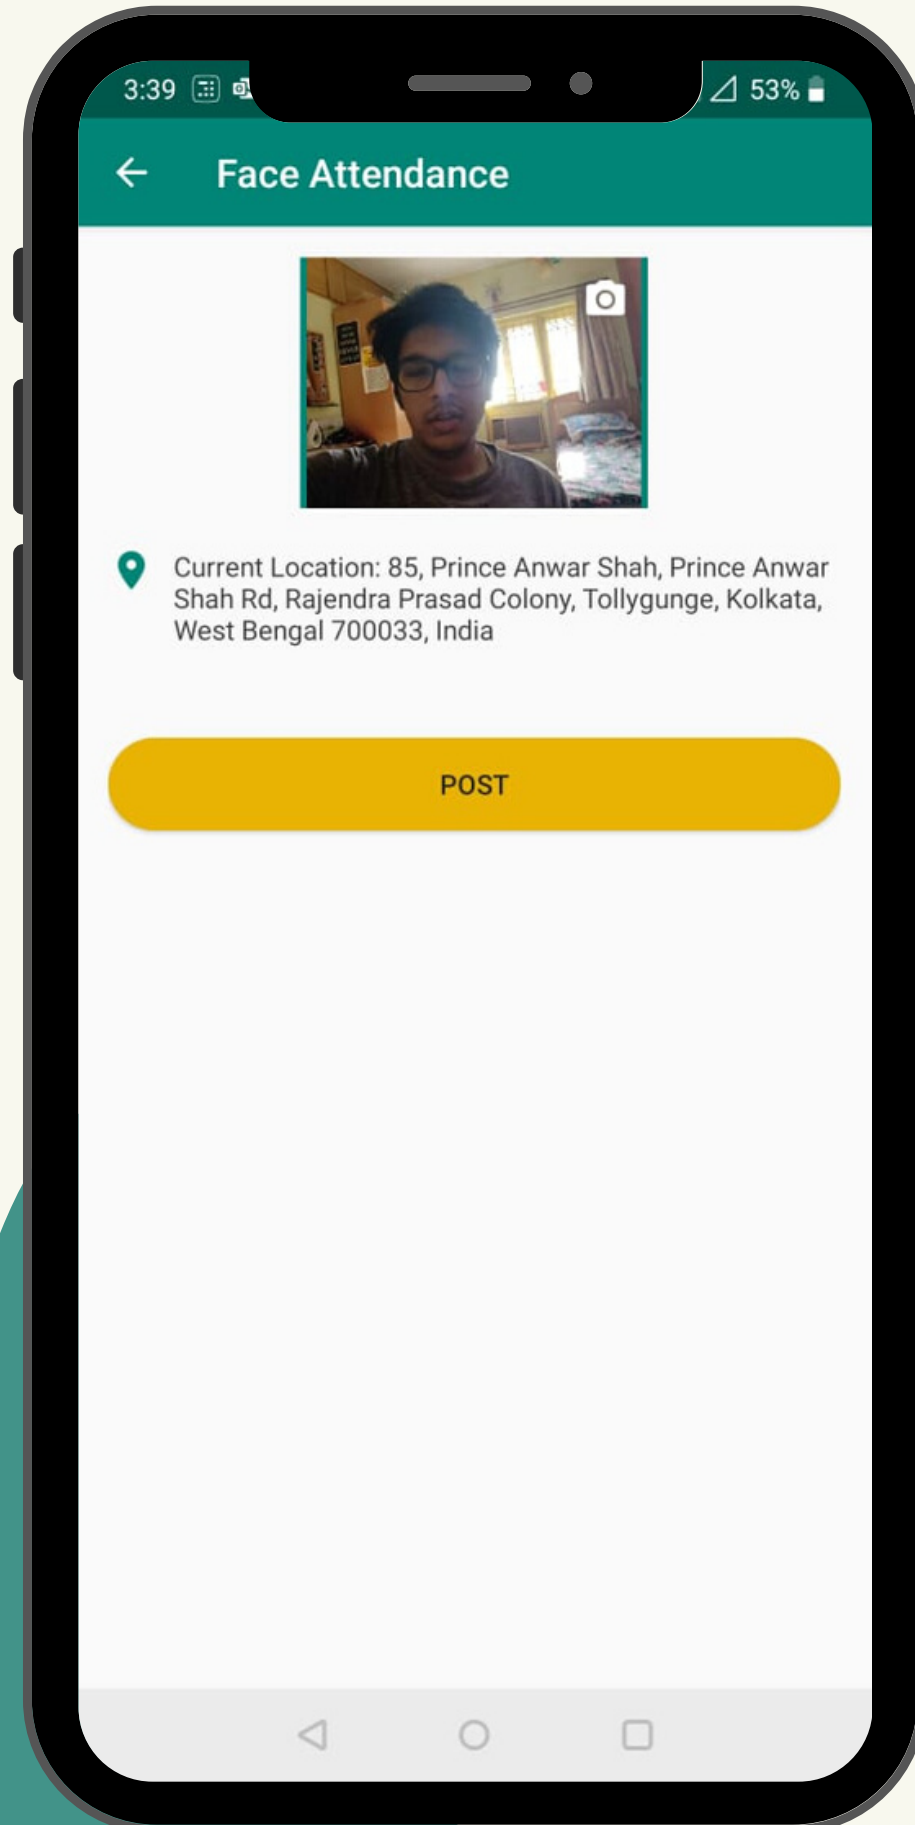 3:39
53%
Face Attendance
Current Location: 85, Prince Anwar Shah, Prince Anwar
Shah Rd, Rajendra Prasad Colony, Tollygunge, Kolkata,
West Bengal 700033, India
POST